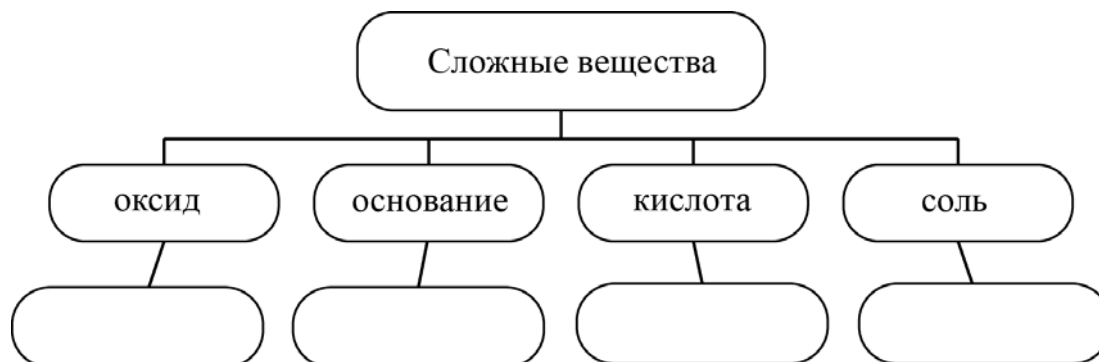 Сложные вещества
оксид
основание
кислота
соль